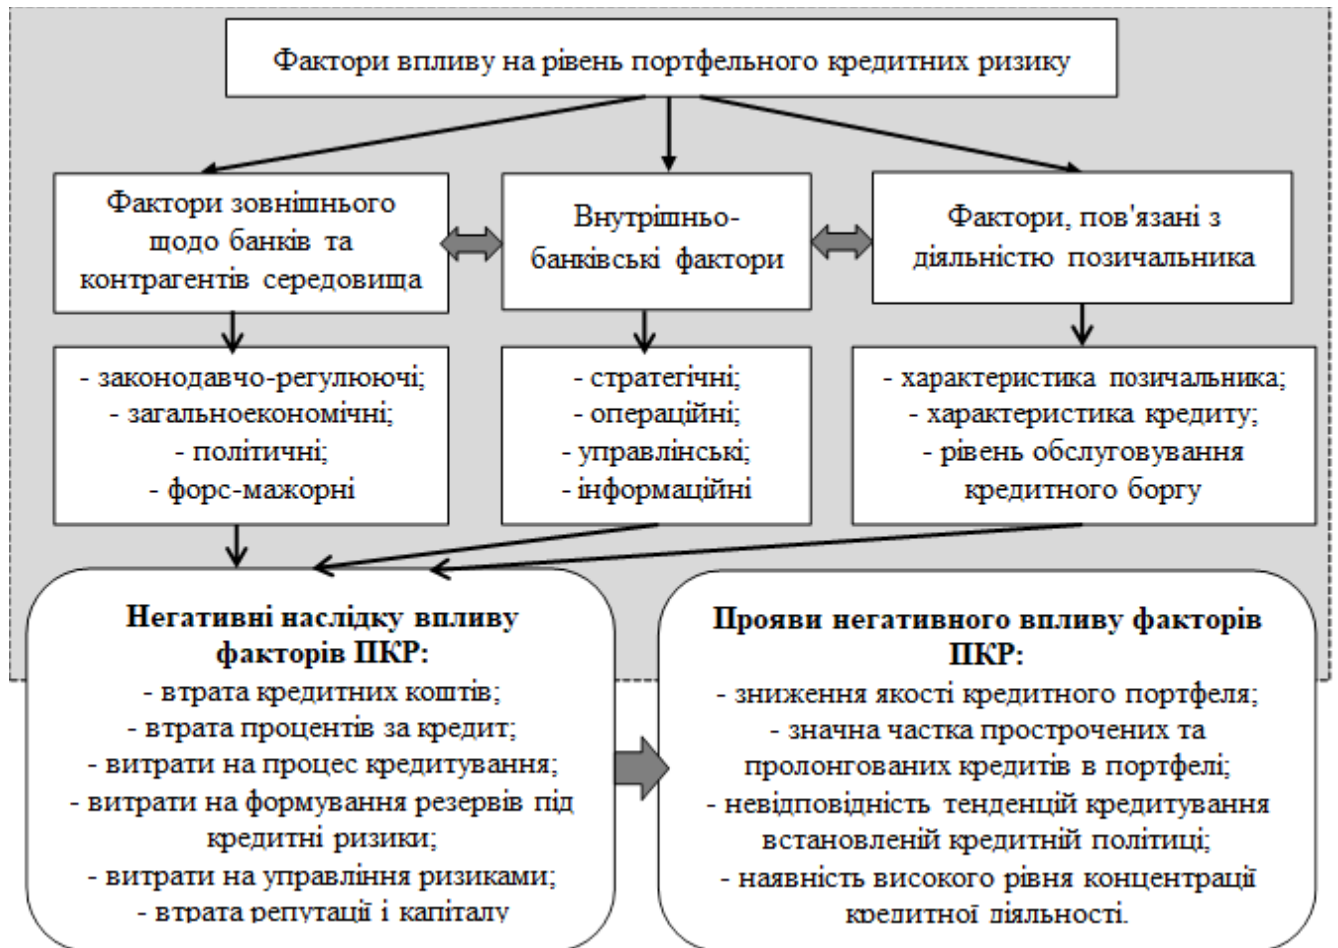 Фактори впливу на рівень портфельного кредитних ризику
Фактори зовнішнього
щодо банків та
контрагентів середовища
Внутрішньо-
банківські фактори
Фактори, пов'язані з
діяльністю позичальника
- законодавчо-регулюючі;
- загальноекономічні;
- політичні;
- форс-мажорні
- стратегічні;
- операційні;
- управлінські;
- інформаційні
- характеристика позичальника;
- характеристика кредиту;
- рівень обслуговування
кредитного боргу
Негативні наслідку впливу
факторів ПКР:
- втрата кредитних коштів;
- втрата процентів за кредит;
- витрати на процес кредитування;
- витрати на формування резервів під
кредитні ризики;
- витрати на управління ризиками;
- втрата репутації і капіталу
Прояви негативного впливу факторів
ПКР:
- зниження якості кредитного портфеля;
- значна частка прострочених та
пролонгованих кредитів в портфелі;
- невідповідність тенденцій кредитування
встановленій кредитній політиці;
- наявність високого рівня концентрації
кредитної діяльності.